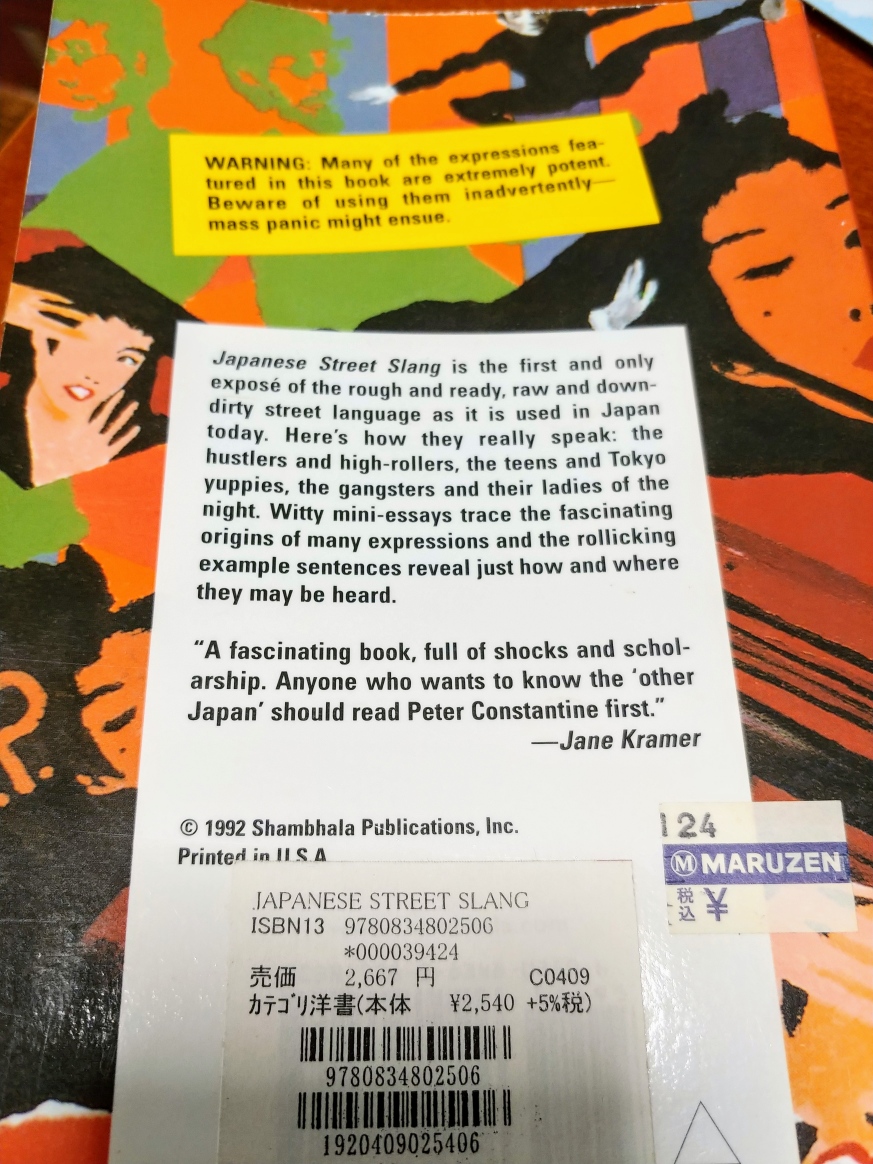 WARNING: Many of the expressions fea-
tured in this book are extremely potent.
Beware of using them inadvertently—
mass panic might ensue.
Japanese Street Slang is the first and only
exposé of the rough and ready, raw and down-
dirty street language as it is used in Japan
today. Here's how they really speak: the
hustlers and high-rollers, the teens and Tokyo
yuppies, the gangsters and their ladies of the
night. Witty mini-essays trace the fascinating
origins of many expressions and the rollicking
example sentences reveal just how and where
they may be heard.
“A fascinating book, full of shocks and schol-
arship. Anyone who wants to know the ‘other
Japan’ should read Peter Constantine first.”
—Jane Kramer
© 1992 Shambhala Publications, Inc.
Printed in U.S.A
124
M MARUZEN
税込 ¥
JAPANESE STREET SLANG
ISBN13 9780834802506
*000039424
売価 2,667 円 C0409
カテゴリ洋書(本体 ¥2,540 +5%税)
9780834802506
1920409025406